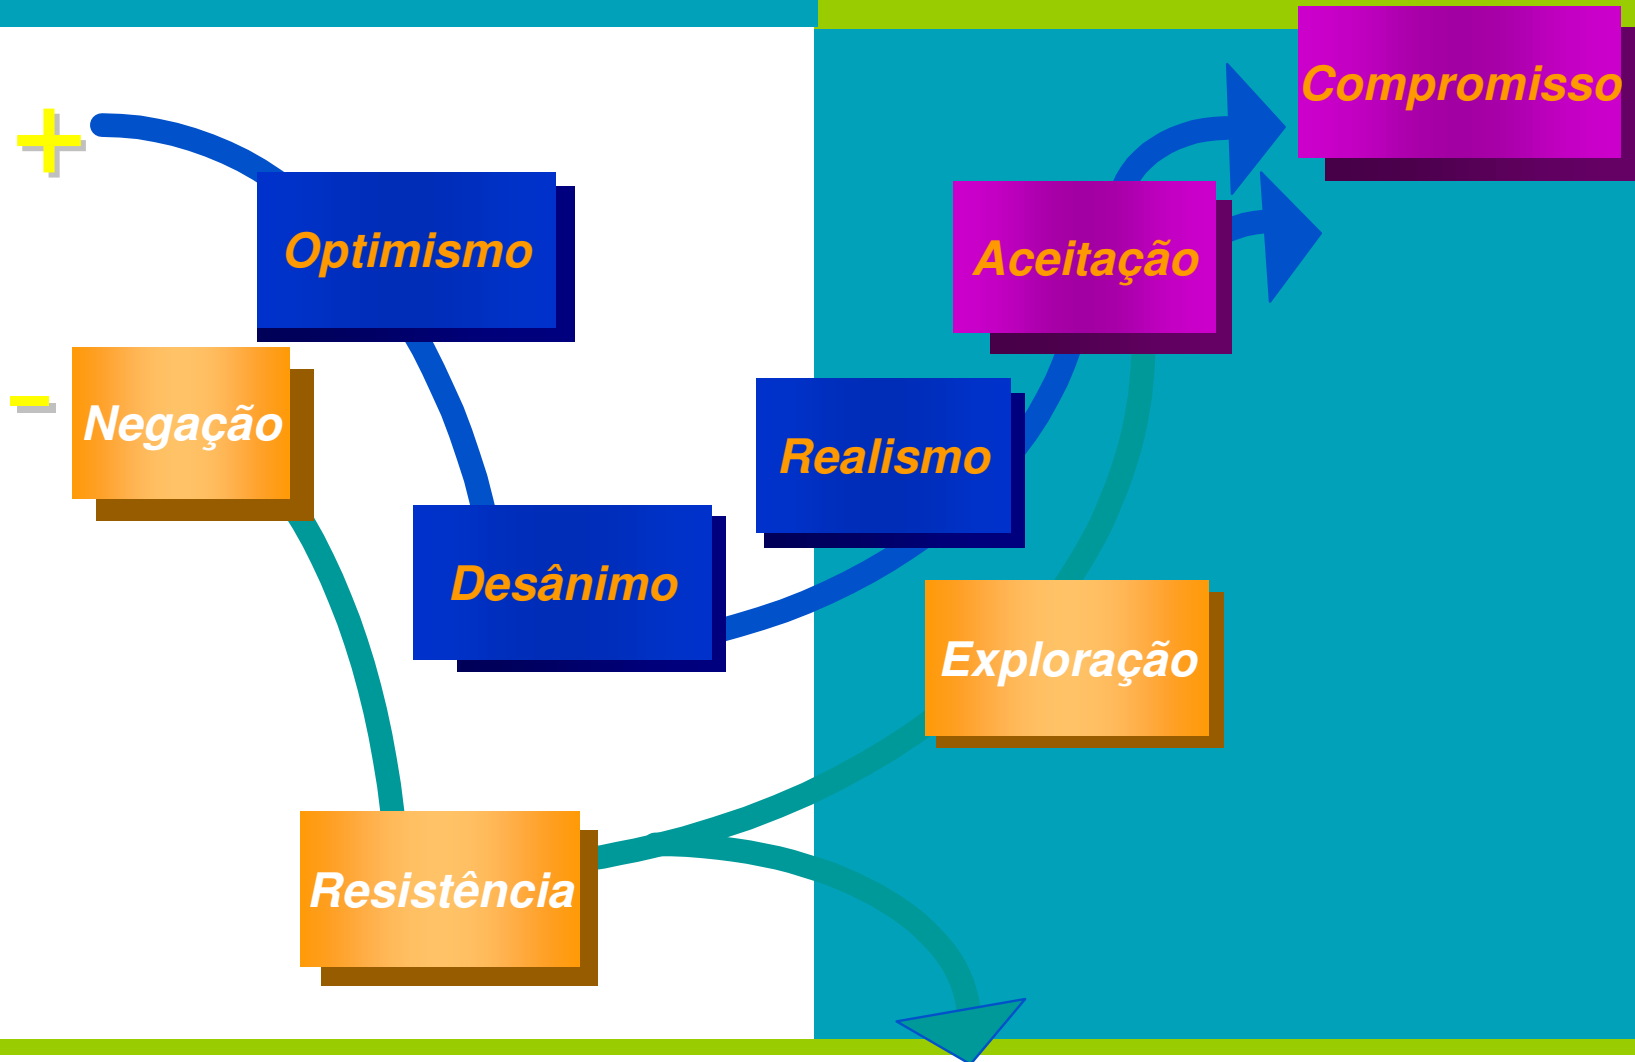 Compromisso
+
Optimismo
Aceitação
-
Negação
Realismo
Desânimo
Exploração
Resistência